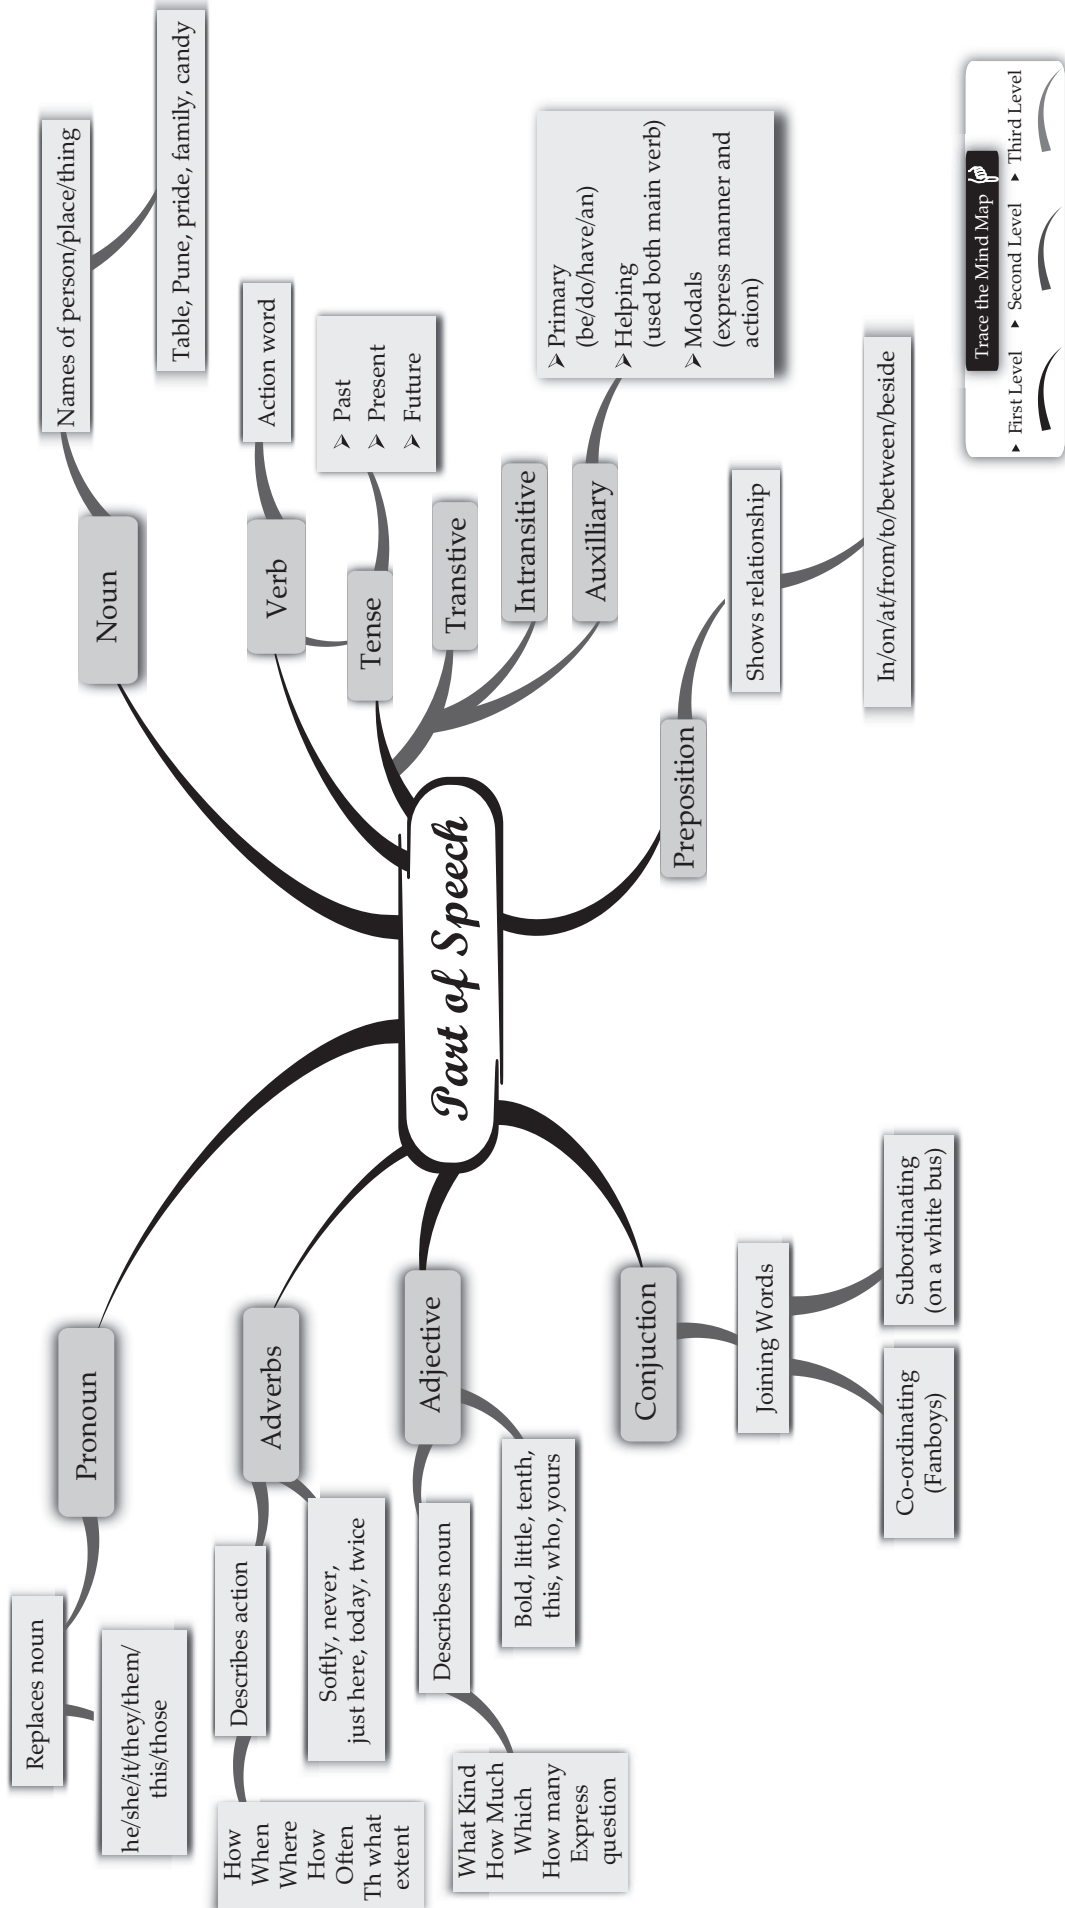 Part of Speech
Noun
Names of person/place/thing
Table, Pune, pride, family, candy
Verb
Action word
Tense
➢ Past
➢ Present
➢ Future
Transtive
Intransitive
Auxilliary
➢ Primary
(be/do/have/an)
➢ Helping
(used both main verb)
➢ Modals
(express manner and
action)
Preposition
Shows relationship
In/on/at/from/to/between/beside
Conjuction
Joining Words
Co-ordinating
(Fanboys)
Subordinating
(on a white bus)
Adjective
Describes noun
What Kind
How Much
Which
How many
Express
question
Bold, little, tenth,
this, who, yours
Adverbs
Describes action
How
When
Where
How
Often
Th what
extent
Softly, never,
just here, today, twice
Pronoun
Replaces noun
he/she/it/they/them/
this/those
Trace the Mind Map
▶ First Level ▶ Second Level ▶ Third Level